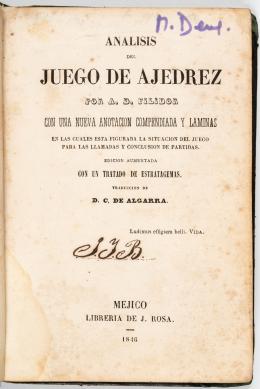 M. Deur.
ANALISIS
DEL
JUEGO DE AJEDREZ
POR A. D. FILIDOR
CON UNA NUEVA ANOTACION COMPENDIADA Y LAMINAS
EN LAS CUALES ESTA FIGURADA LA SITUACION DEL JUEGO
PARA LAS LLAMADAS Y CONCLUSION DE PARTIDAS.
EDICION AUMENTADA
CON UN TRATADO DE ESTRATAGEMAS.
TRADUCIDO DE
D. C. DE ALGARRA.
Ludimus effigiem belli. VIDA.
S.J.B.
MEJICO
LIBRERIA DE J. ROSA.
1846